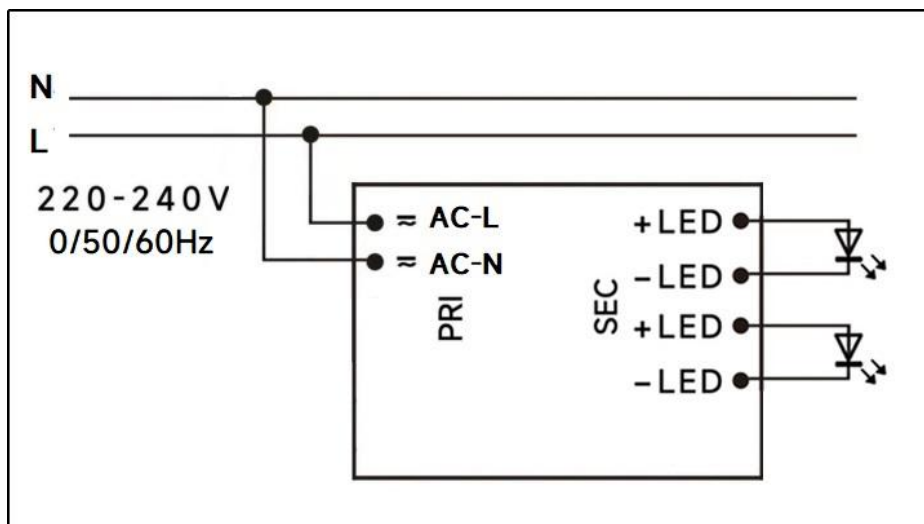 N
L
220-240V
0/50/60Hz
≂ AC-L
≂ AC-N
PRI
SEC
+LED
-LED
+LED
-LED